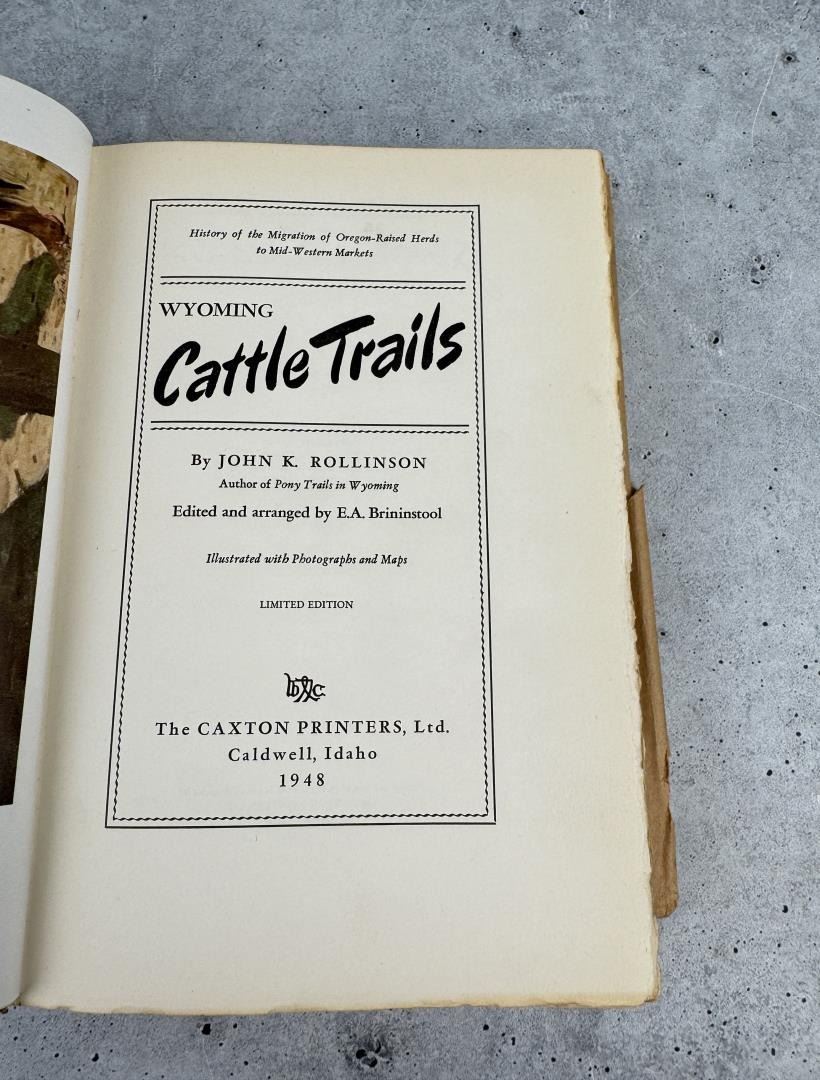 History of the Migration of Oregon-Raised Herds
to Mid-Western Markets
WYOMING
Cattle Trails
By JOHN K. ROLLINSON
Author of Pony Trails in Wyoming
Edited and arranged by E.A. Brininstool
Illustrated with Photographs and Maps
LIMITED EDITION
The CAXTON PRINTERS, Ltd.
Caldwell, Idaho
1948